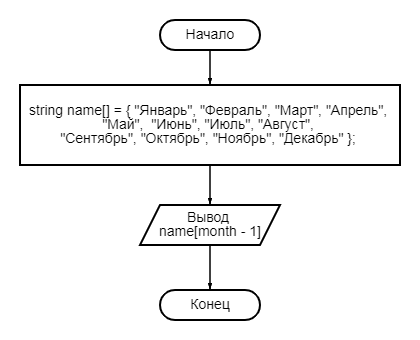 Начало
string name[] = { "Январь", "Февраль", "Март", "Апрель",
"Май", "Июнь", "Июль", "Август",
"Сентябрь", "Октябрь", "Ноябрь", "Декабрь" };
Вывод
name[month - 1]
Конец